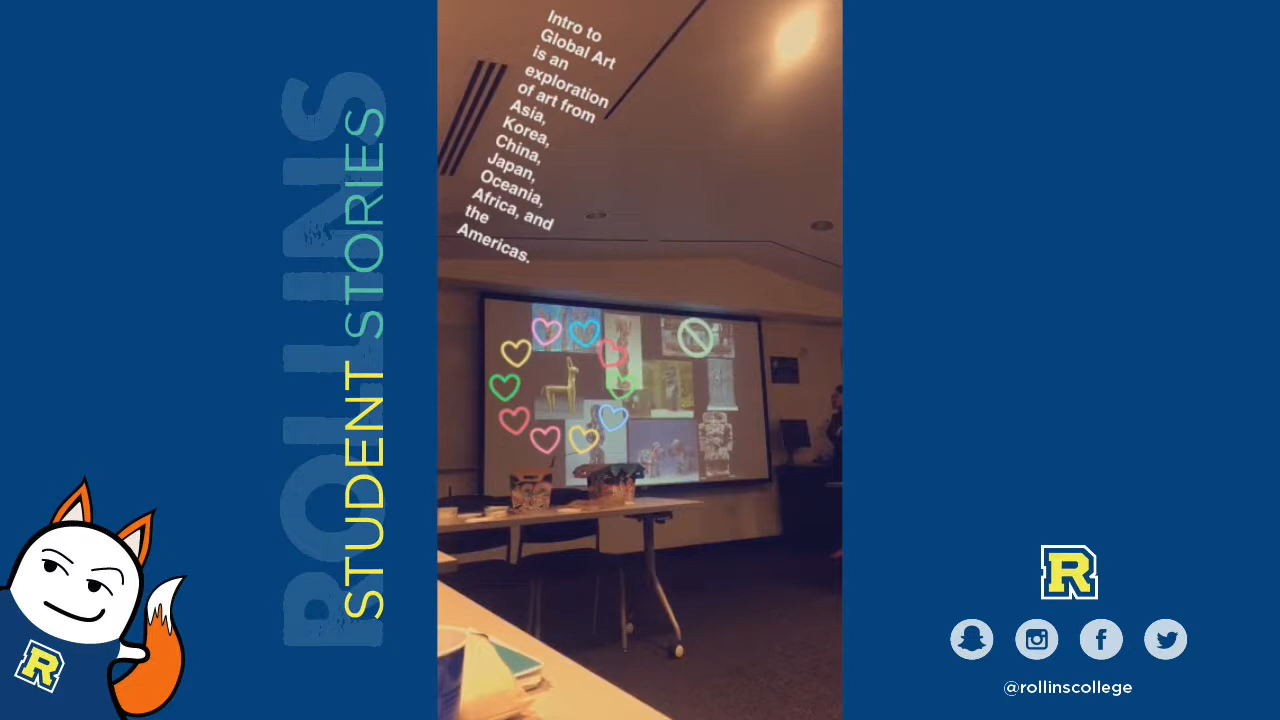 Intro to
Global Art
is an
exploration
of art from
Asia,
Korea,
China,
Japan,
Oceania,
Africa, and
the
Americas.
ROLLINS
STUDENT STORIES
R
R
@rollinscollege